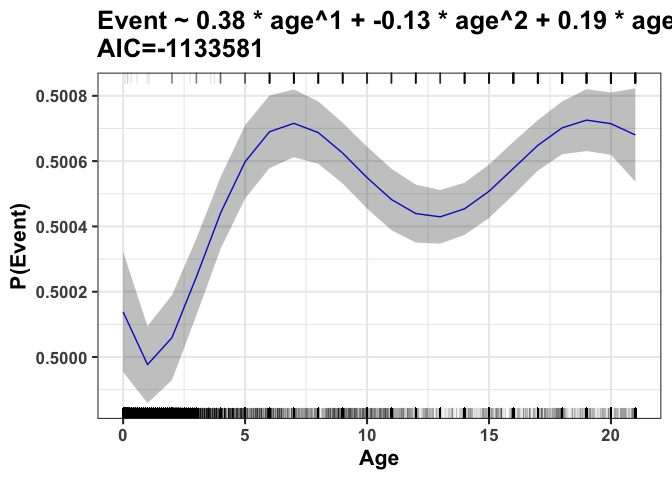 Event ~ 0.38 * age^1 + -0.13 * age^2 + 0.19 * age
AIC=-1133581
0.5008
0.5006
0.5004
0.5002
0.5000
P(Event)
0 5 10 15 20
Age